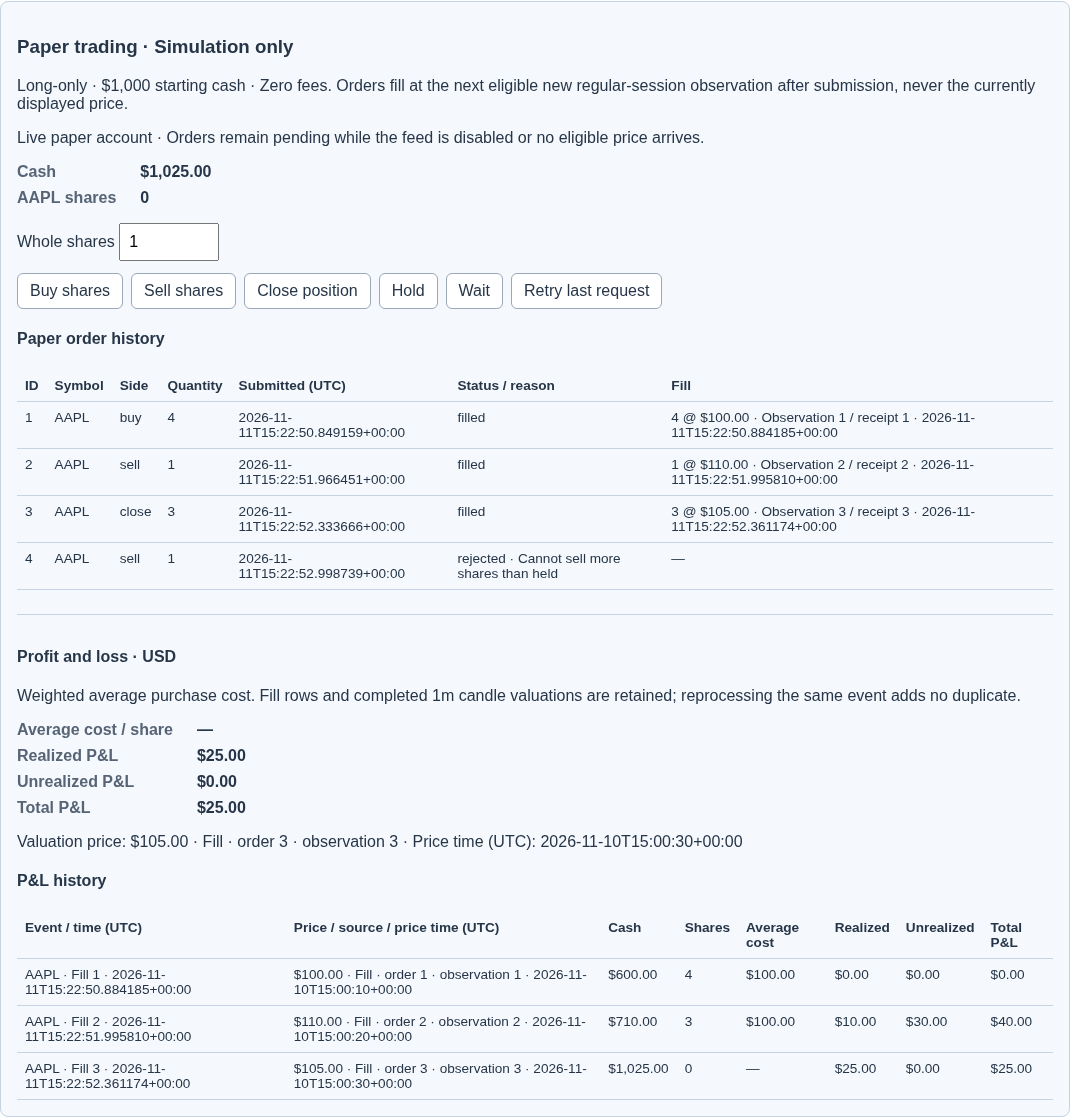 Paper trading · Simulation only
Long-only · $1,000 starting cash · Zero fees. Orders fill at the next eligible new regular-session observation after submission, never the currently
displayed price.
Live paper account · Orders remain pending while the feed is disabled or no eligible price arrives.
Cash $1,025.00
AAPL shares 0
Whole shares 1
Buy shares Sell shares Close position Hold Wait Retry last request
Paper order history
ID Symbol Side Quantity Submitted (UTC) Status / reason Fill
1 AAPL buy 4 2026-11- filled 4 @ $100.00 · Observation 1 / receipt 1 · 2026-11-
11T15:22:50.849159+00:00 11T15:22:50.884185+00:00
2 AAPL sell 1 2026-11- filled 1 @ $110.00 · Observation 2 / receipt 2 · 2026-11-
11T15:22:51.966451+00:00 11T15:22:51.995810+00:00
3 AAPL close 3 2026-11- filled 3 @ $105.00 · Observation 3 / receipt 3 · 2026-11-
11T15:22:52.333666+00:00 11T15:22:52.361174+00:00
4 AAPL sell 1 2026-11- rejected · Cannot sell more —
11T15:22:52.998739+00:00 shares than held
Profit and loss · USD
Weighted average purchase cost. Fill rows and completed 1m candle valuations are retained; reprocessing the same event adds no duplicate.
Average cost / share —
Realized P&L $25.00
Unrealized P&L $0.00
Total P&L $25.00
Valuation price: $105.00 · Fill · order 3 · observation 3 · Price time (UTC): 2026-11-10T15:00:30+00:00
P&L history
Event / time (UTC) Price / source / price time (UTC) Cash Shares Average Realized Unrealized Total
cost P&L
AAPL · Fill 1 · 2026-11- $100.00 · Fill · order 1 · observation 1 · 2026-11- $600.00 4 $100.00 $0.00 $0.00 $0.00
11T15:22:50.884185+00:00 10T15:00:10+00:00
AAPL · Fill 2 · 2026-11- $110.00 · Fill · order 2 · observation 2 · 2026-11- $710.00 3 $100.00 $10.00 $30.00 $40.00
11T15:22:51.995810+00:00 10T15:00:20+00:00
AAPL · Fill 3 · 2026-11- $105.00 · Fill · order 3 · observation 3 · 2026-11- $1,025.00 0 — $25.00 $0.00 $25.00
11T15:22:52.361174+00:00 10T15:00:30+00:00